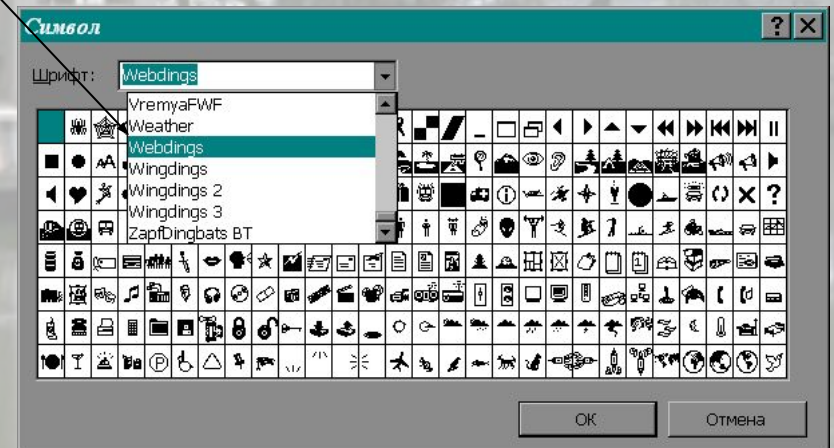 Символ
Шрифт: Webdings
VremyaFWF
Weather
Webdings
Wingdings
Wingdings 2
Wingdings 3
ZapfDingbats BT
ОК Отмена